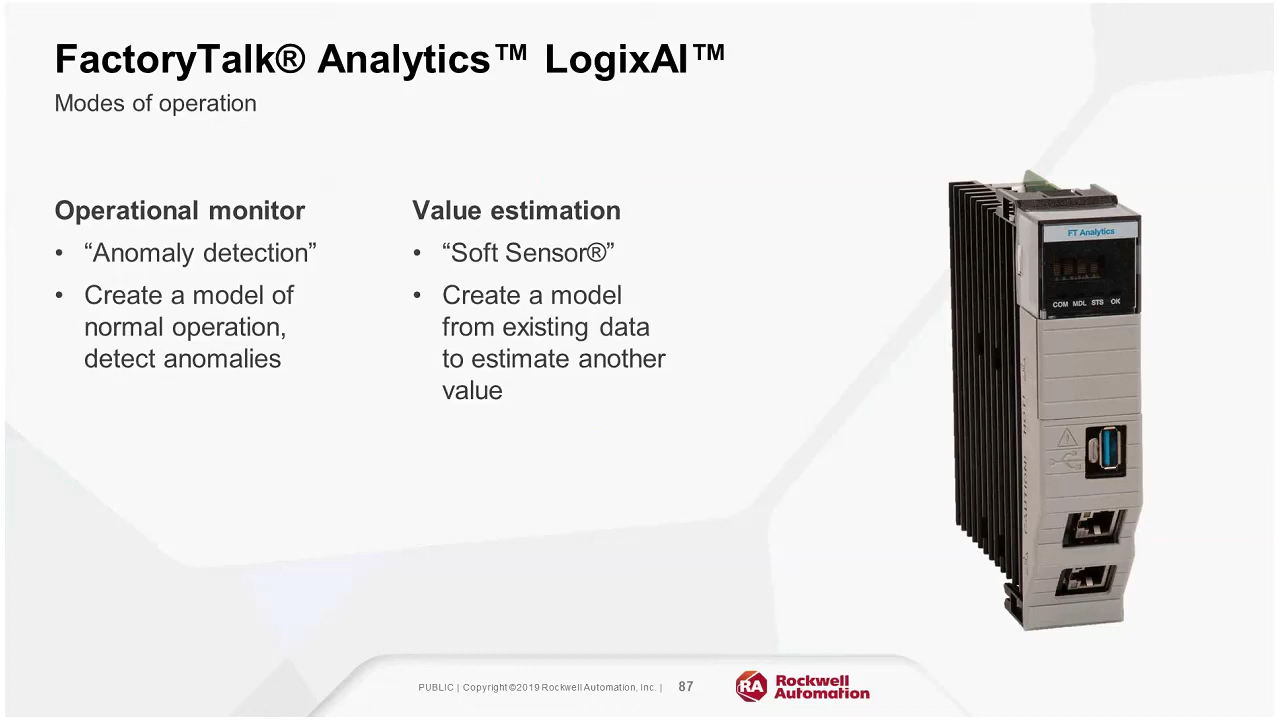 FactoryTalk® Analytics™ LogixAI™
Modes of operation
Operational monitor
• “Anomaly detection”
• Create a model of
normal operation,
detect anomalies
Value estimation
• “Soft Sensor®”
• Create a model
from existing data
to estimate another
value
FT Analytics
COM MDL STS OK
PUBLIC | Copyright ©2019 Rockwell Automation, Inc. | 87
RA
Rockwell
Automation